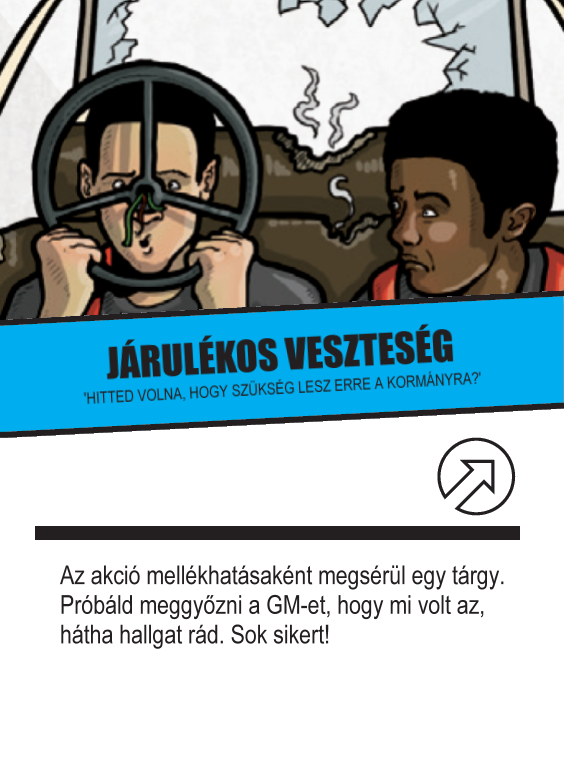 JÁRULÉKOS VESZTESÉG
'HITTED VOLNA, HOGY SZÜKSÉG LESZ ERRE A KORMÁNYRA?'
Az akció mellékhatásaként megsérül egy tárgy.
Próbáld meggyőzni a GM-et, hogy mi volt az,
hátha hallgat rád. Sok sikert!